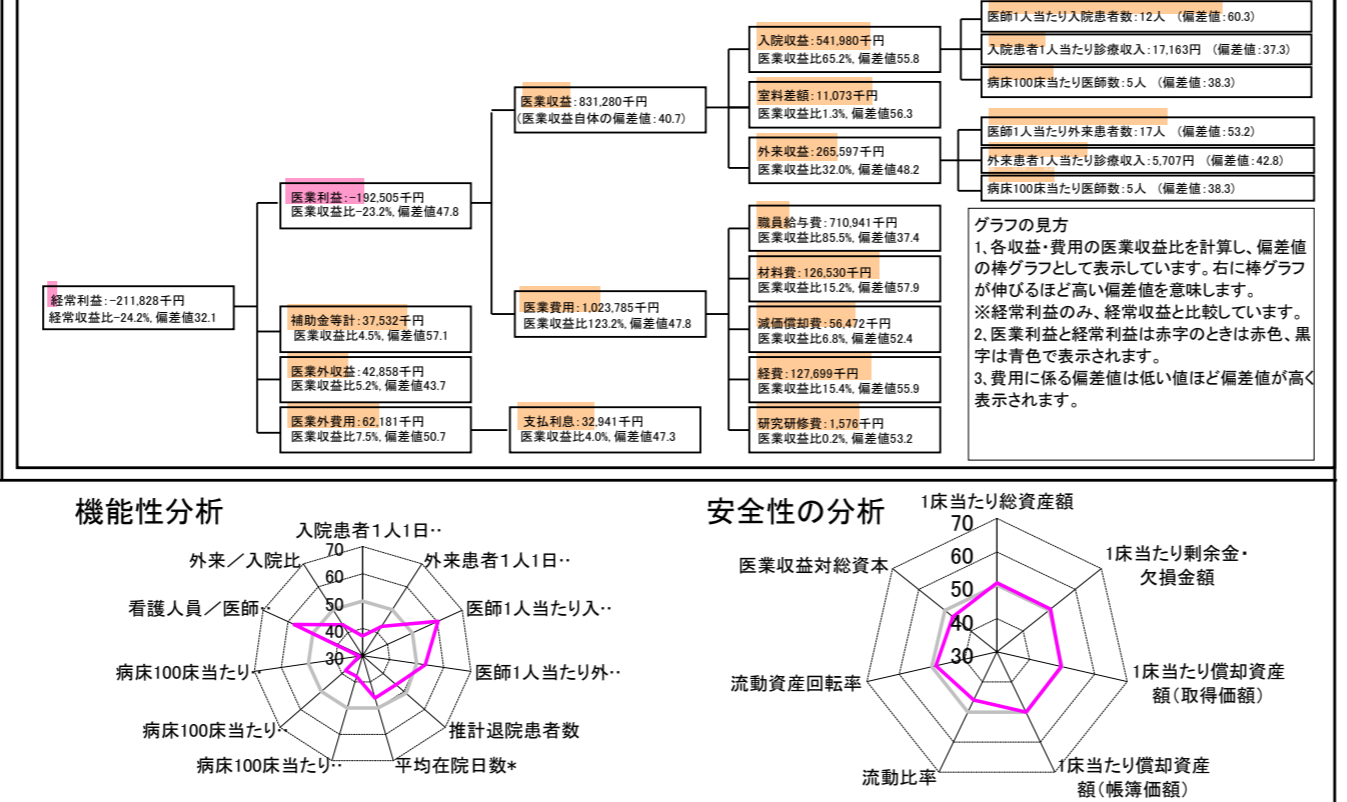 経常利益:-211,828千円
経常収益比-24.2%, 偏差値32.1
医業利益:-192,505千円
医業収益比-23.2%, 偏差値47.8
補助金等計:37,532千円
医業収益比4.5%, 偏差値57.1
医業外収益:42,858千円
医業収益比5.2%, 偏差値43.7
医業外費用:62,181千円
医業収益比7.5%, 偏差値50.7
支払利息:32,941千円
医業収益比4.0%, 偏差値47.3
医業収益:831,280千円
(医業収益自体の偏差値:40.7)
医業費用:1,023,785千円
医業収益比123.2%, 偏差値47.8
入院収益:541,980千円
医業収益比65.2%, 偏差値55.8
室料差額:11,073千円
医業収益比1.3%, 偏差値56.3
外来収益:265,597千円
医業収益比32.0%, 偏差値48.2
職員給与費:710,941千円
医業収益比85.5%, 偏差値37.4
材料費:126,530千円
医業収益比15.2%, 偏差値57.9
減価償却費:56,472千円
医業収益比6.8%, 偏差値52.4
経費:127,699千円
医業収益比15.4%, 偏差値55.9
研究研修費:1,576千円
医業収益比0.2%, 偏差値53.2
医師1人当たり入院患者数:12人 (偏差値:60.3)
入院患者1人当たり診療収入:17,163円 (偏差値:37.3)
病床100床当たり医師数:5人 (偏差値:38.3)
医師1人当たり外来患者数:17人 (偏差値:53.2)
外来患者1人当たり診療収入:5,707円 (偏差値:42.8)
病床100床当たり医師数:5人 (偏差値:38.3)
グラフの見方
1、各収益・費用の医業収益比を計算し、偏差値
の棒グラフとして表示しています。右に棒グラフ
が伸びるほど高い偏差値を意味します。
※経常利益のみ、経常収益と比較しています。
2、医業利益と経常利益は赤字のときは赤色、黒
字は青色で表示されます。
3、費用に係る偏差値は低い値ほど偏差値が高く
表示されます。
機能性分析
入院患者1人1日‥
外来患者1人1日‥
医師1人当たり入‥
医師1人当たり外‥
推計退院患者数
平均在院日数*
病床100床当たり‥
病床100床当たり‥
病床100床当たり‥
看護人員/医師‥
外来/入院比
70
60
50
40
30
安全性の分析
1床当たり総資産額
1床当たり剰余金・
欠損金額
1床当たり償却資産
額(取得価額)
1床当たり償却資産
額(帳簿価額)
流動比率
流動資産回転率
医業収益対総資本
70
60
50
40
30